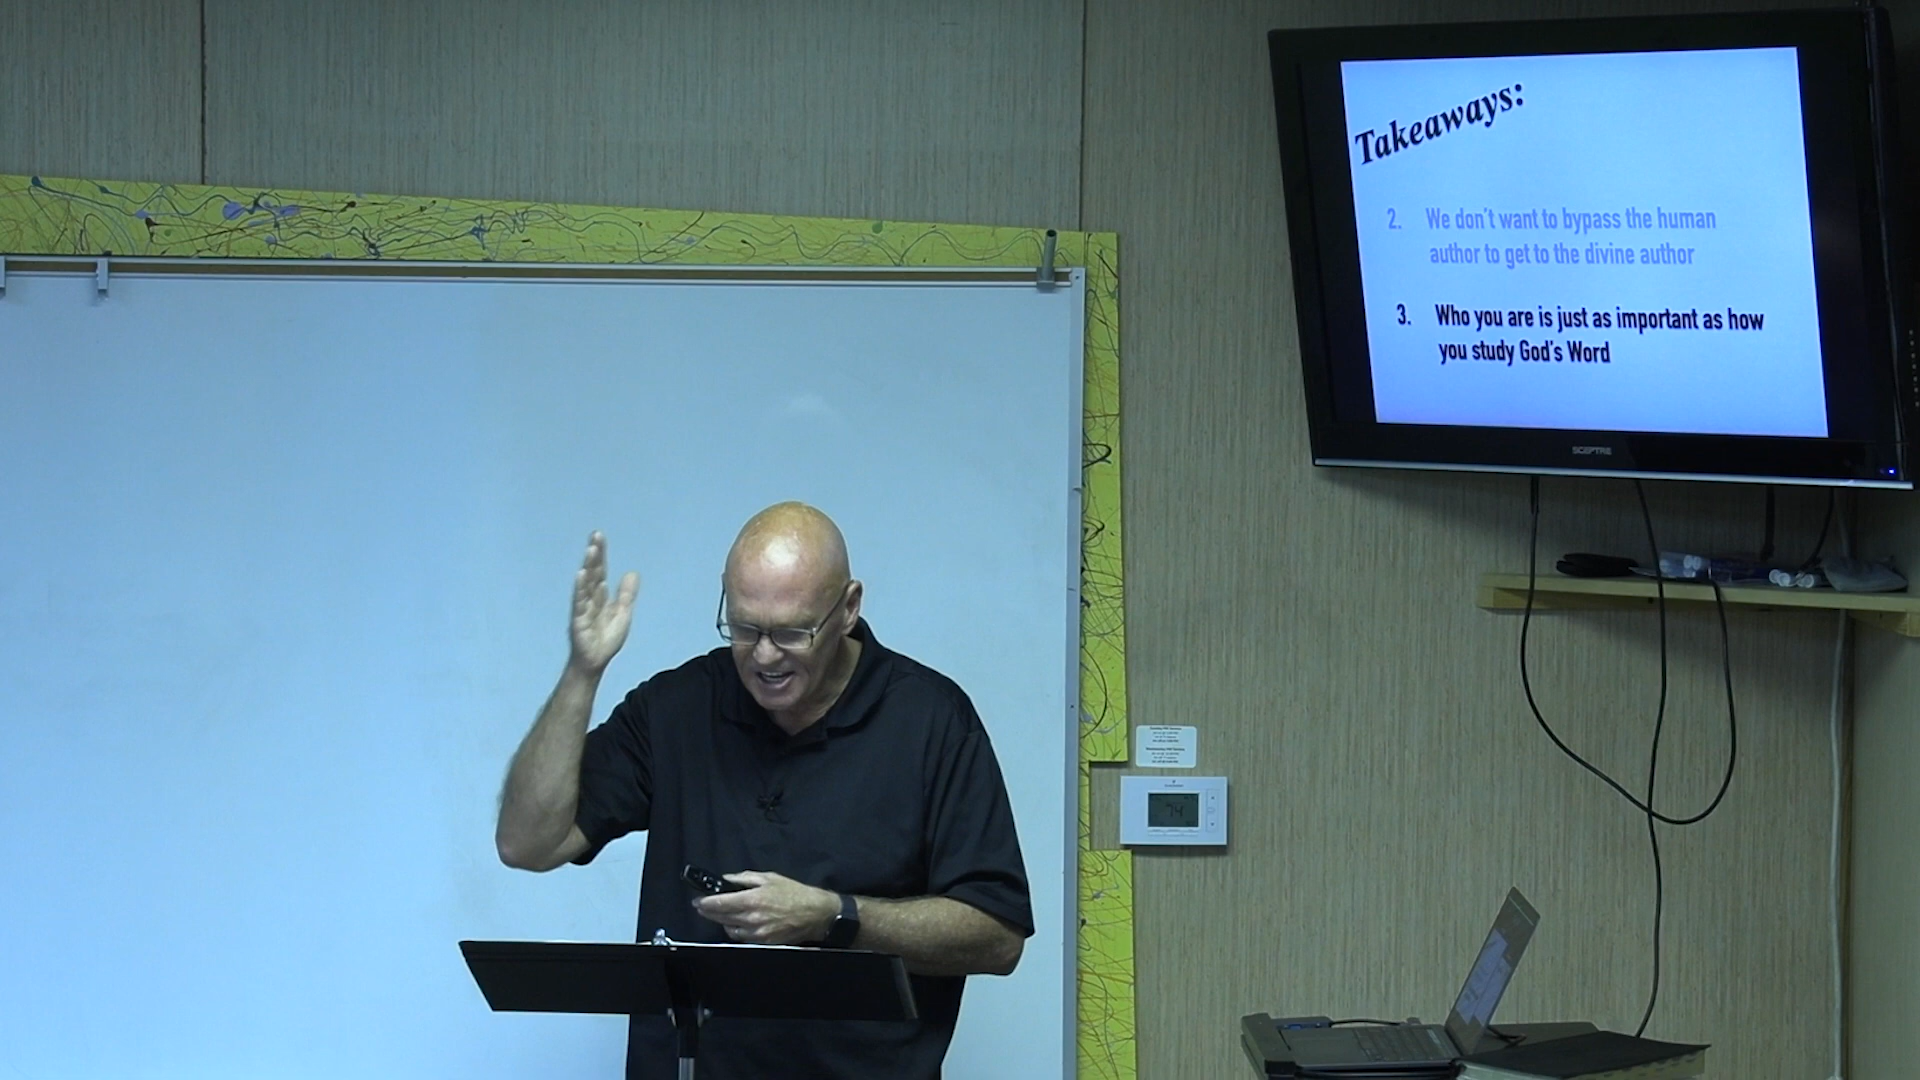 Takeaways:
2. We don't want to bypass the human
author to get to the divine author
3. Who you are is just as important as how
you study God's Word
SCEPTRE
74